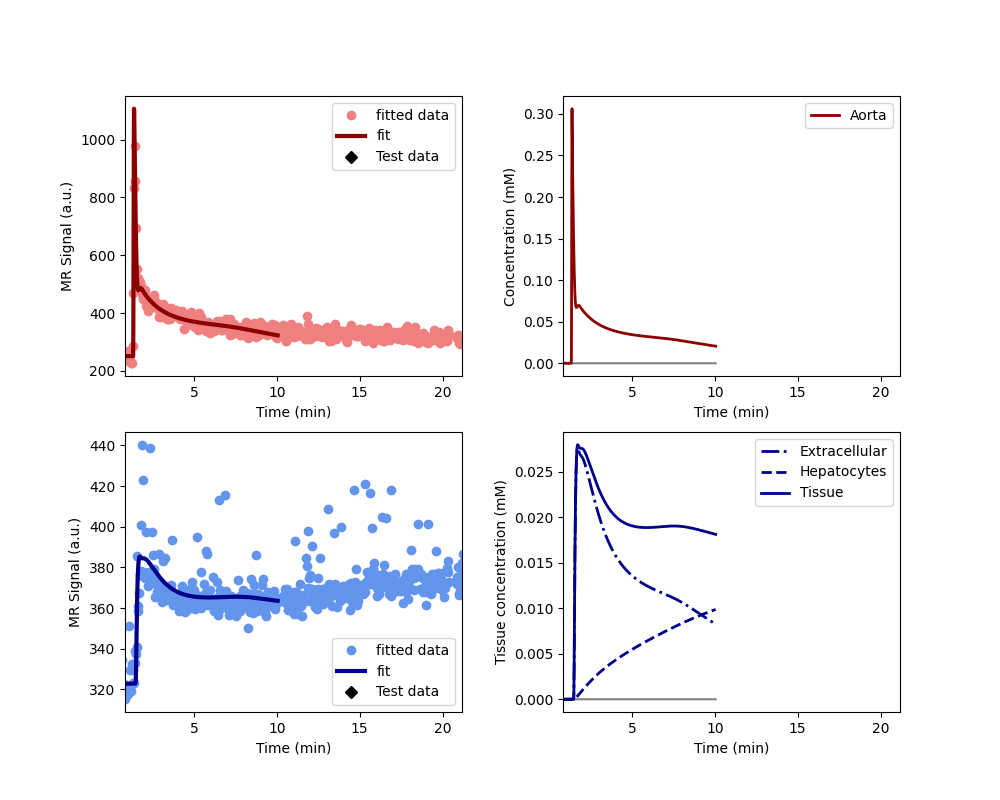 1000
800
600
400
200
MR Signal (a.u.)
fitted data
fit
Test data
5
10
15
20
Time (min)
0.30
0.25
0.20
0.15
0.10
0.05
0.00
Concentration (mM)
Aorta
5
10
15
20
Time (min)
440
420
400
380
360
340
320
MR Signal (a.u.)
fitted data
fit
Test data
5
10
15
20
Time (min)
0.025
0.020
0.015
0.010
0.005
0.000
Tissue concentration (mM)
Extracellular
Hepatocytes
Tissue
5
10
15
20
Time (min)